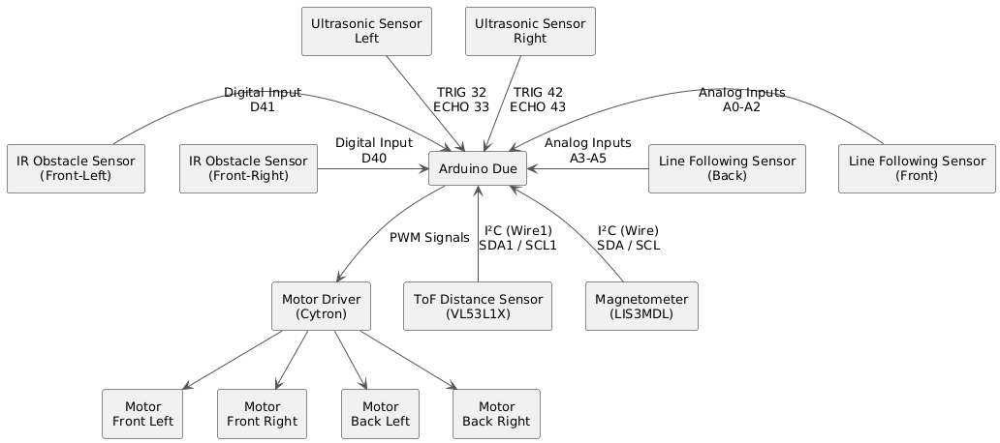 Ultrasonic Sensor
Left
Ultrasonic Sensor
Right
Digital Input
D41
TRIG 32
ECHO 33
TRIG 42
ECHO 43
Analog Inputs
A0-A2
IR Obstacle Sensor
(Front-Left)
IR Obstacle Sensor
(Front-Right)
Digital Input
D40
Arduino Due
Analog Inputs
A3-A5
Line Following Sensor
(Back)
Line Following Sensor
(Front)
PWM Signals
I²C (Wire1)
SDA1 / SCL1
I²C (Wire)
SDA / SCL
Motor Driver
(Cytron)
ToF Distance Sensor
(VL53L1X)
Magnetometer
(LIS3MDL)
Motor
Front Left
Motor
Front Right
Motor
Back Left
Motor
Back Right